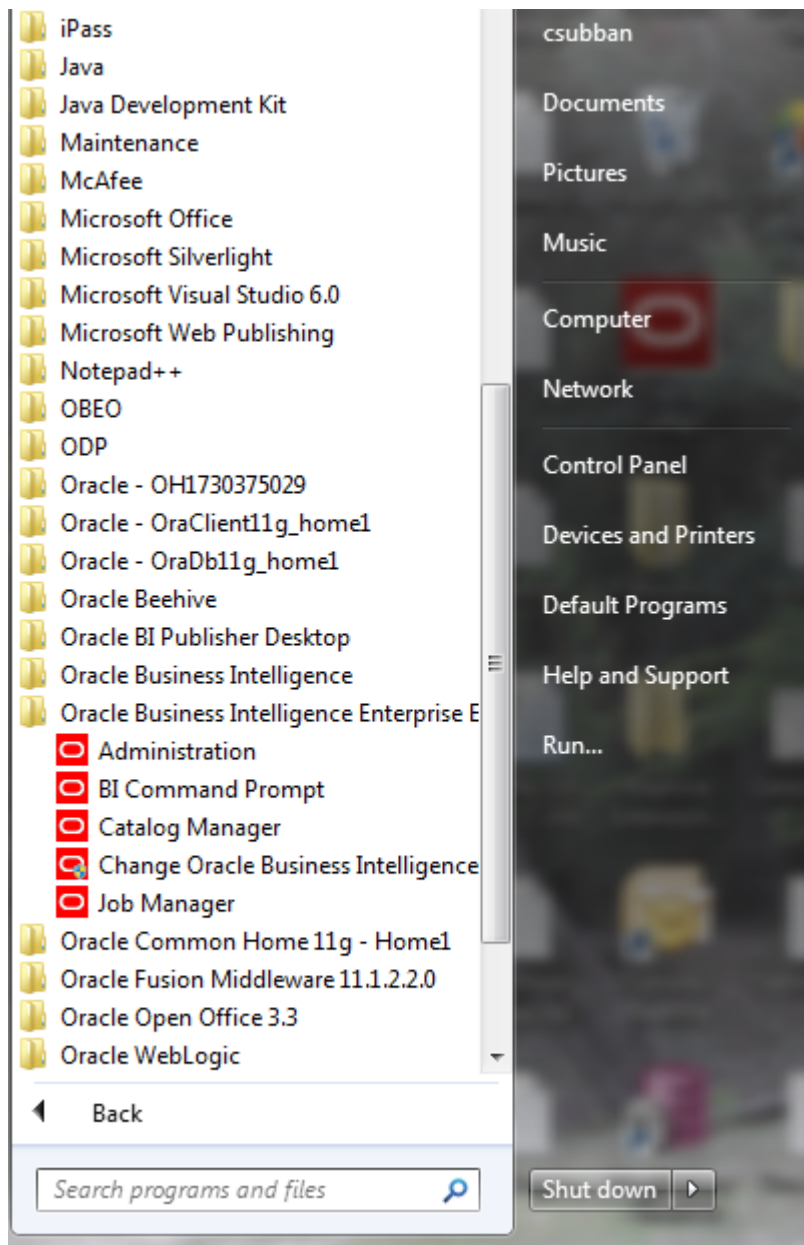 iPass
Java
Java Development Kit
Maintenance
McAfee
Microsoft Office
Microsoft Silverlight
Microsoft Visual Studio 6.0
Microsoft Web Publishing
Notepad++
OBEO
ODP
Oracle - OH1730375029
Oracle - OraClient11g_home1
Oracle - OraDb11g_home1
Oracle Beehive
Oracle BI Publisher Desktop
Oracle Business Intelligence
Oracle Business Intelligence Enterprise E
Administration
BI Command Prompt
Catalog Manager
Change Oracle Business Intelligence
Job Manager
Oracle Common Home 11g - Home1
Oracle Fusion Middleware 11.1.2.2.0
Oracle Open Office 3.3
Oracle WebLogic
Back
Search programs and files
csubban
Documents
Pictures
Music
Computer
Network
Control Panel
Devices and Printers
Default Programs
Help and Support
Run...
Shut down